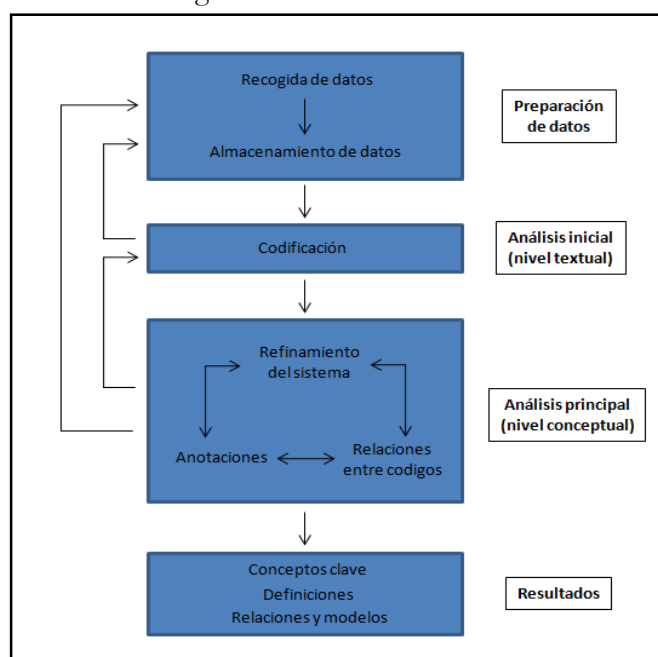 Recogida de datos
Almacenamiento de datos
Preparación
de datos
Codificación
Análisis inicial
(nivel textual)
Refinamiento
del sistema
Anotaciones
Relaciones
entre codigos
Análisis principal
(nivel conceptual)
Conceptos clave
Definiciones
Relaciones y modelos
Resultados